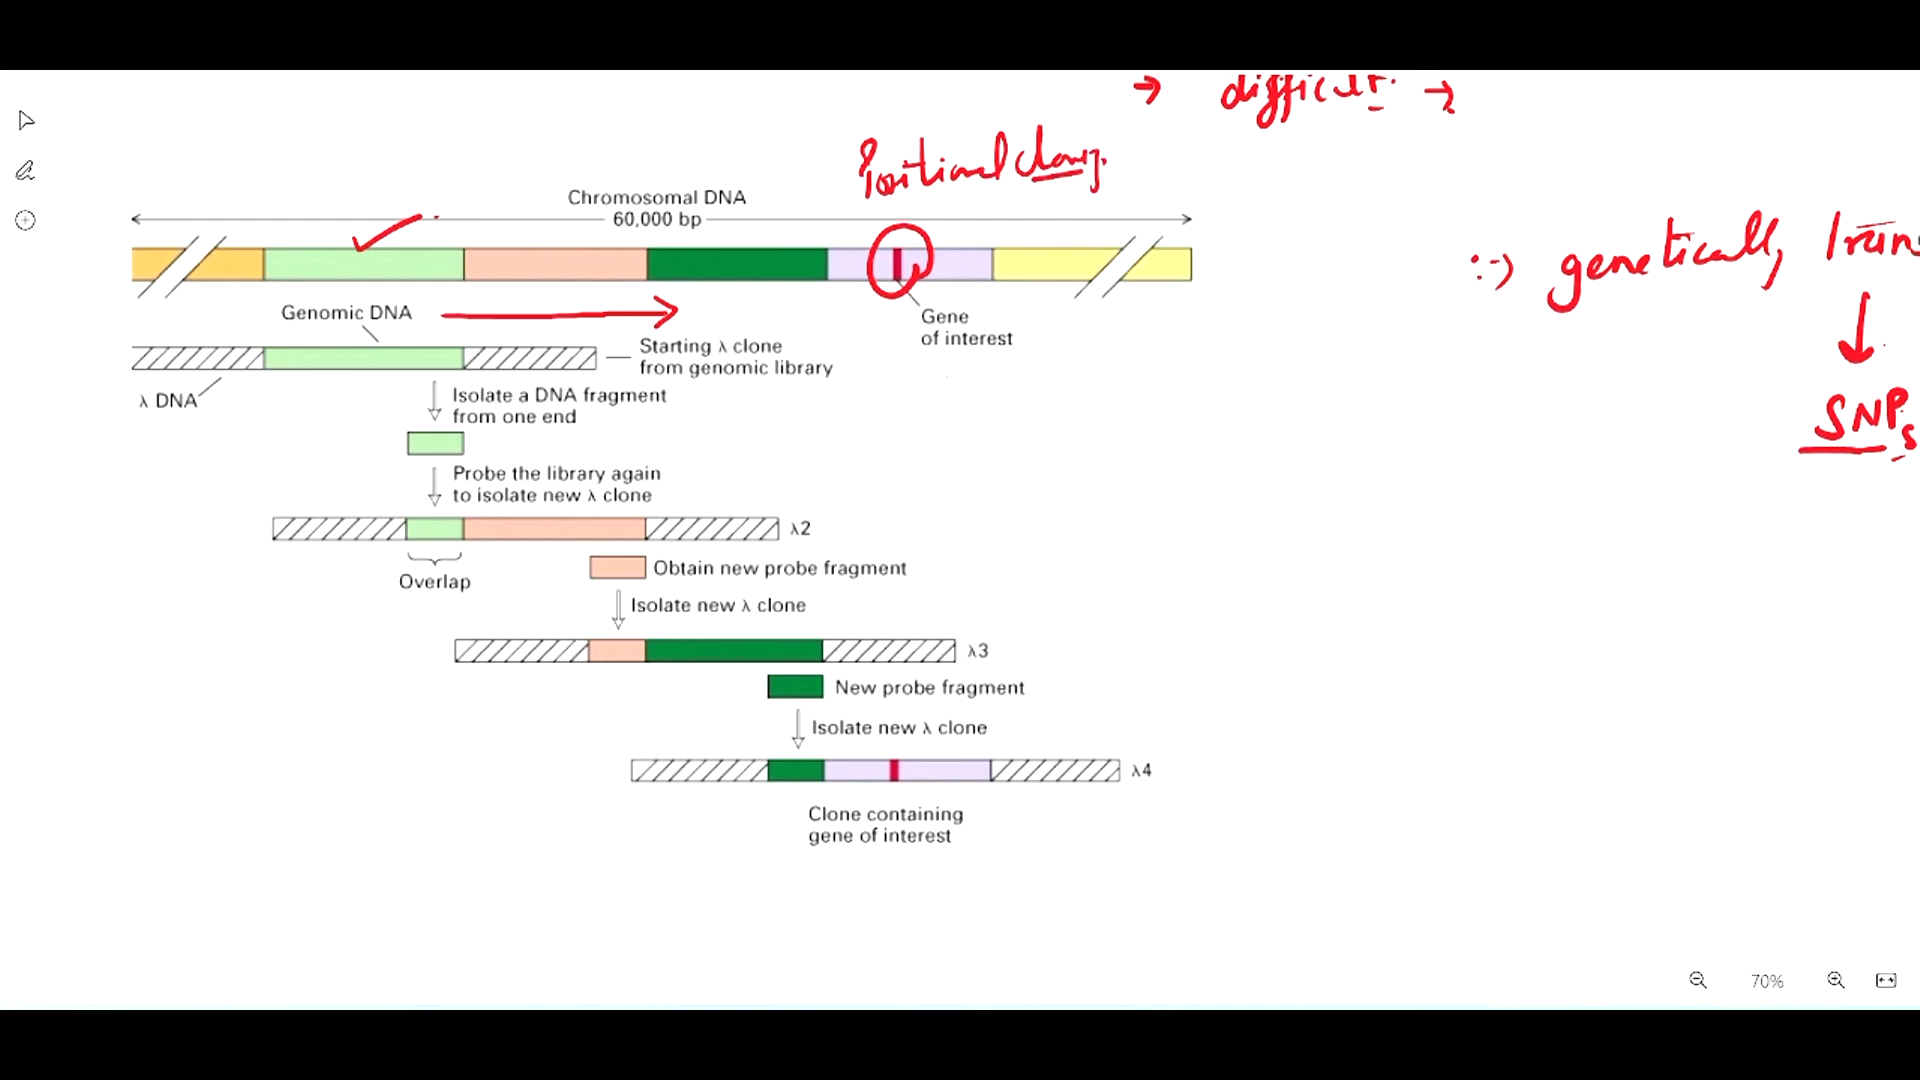 → difficult. →
Positional cloning.
Chromosomal DNA
60,000 bp
:→ genetically
Genomic DNA
Gene
of interest
Starting λ clone
from genomic library
λ DNA
Isolate a DNA fragment
from one end
SNPs
Probe the library again
to isolate new λ clone
λ2
Overlap
Obtain new probe fragment
Isolate new λ clone
λ3
New probe fragment
Isolate new λ clone
λ4
Clone containing
gene of interest
70%